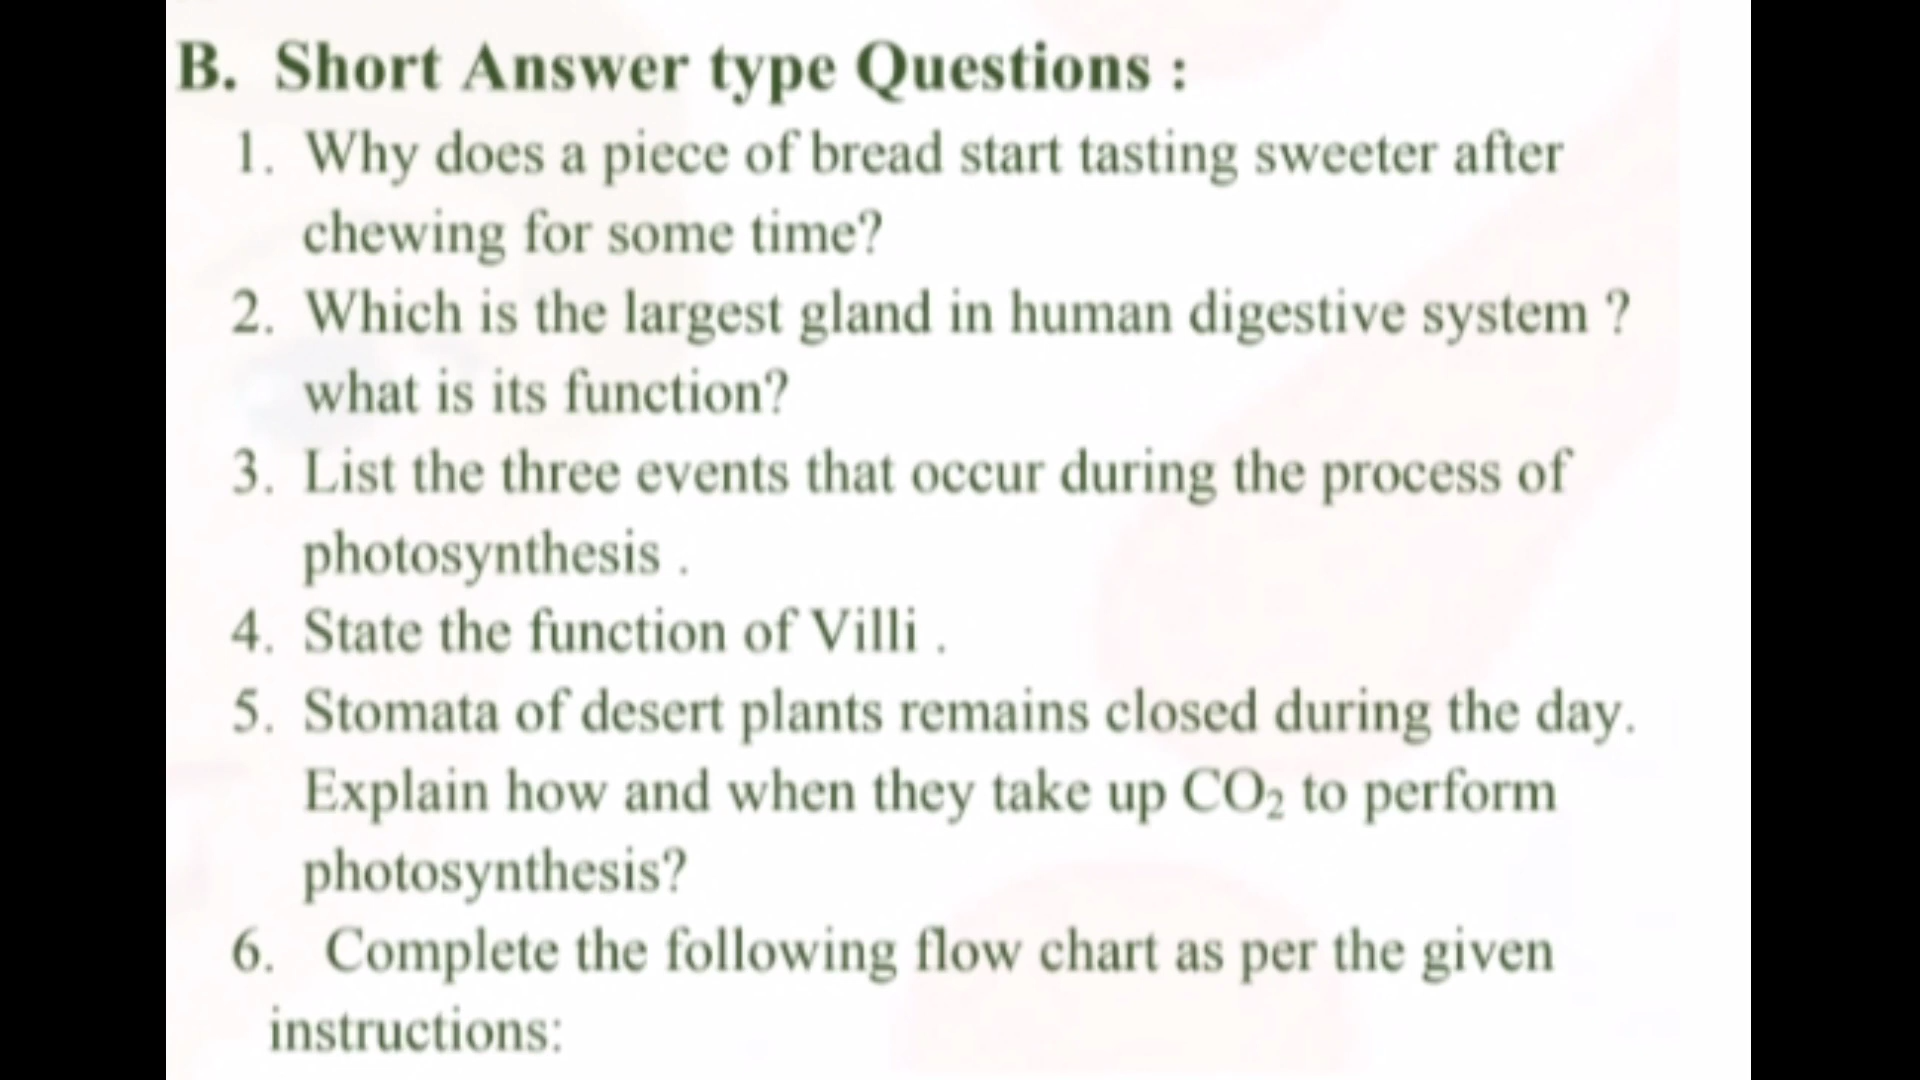 B. Short Answer type Questions :
1. Why does a piece of bread start tasting sweeter after
chewing for some time?
2. Which is the largest gland in human digestive system ?
what is its function?
3. List the three events that occur during the process of
photosynthesis .
4. State the function of Villi .
5. Stomata of desert plants remains closed during the day.
Explain how and when they take up CO₂ to perform
photosynthesis?
6. Complete the following flow chart as per the given
instructions: